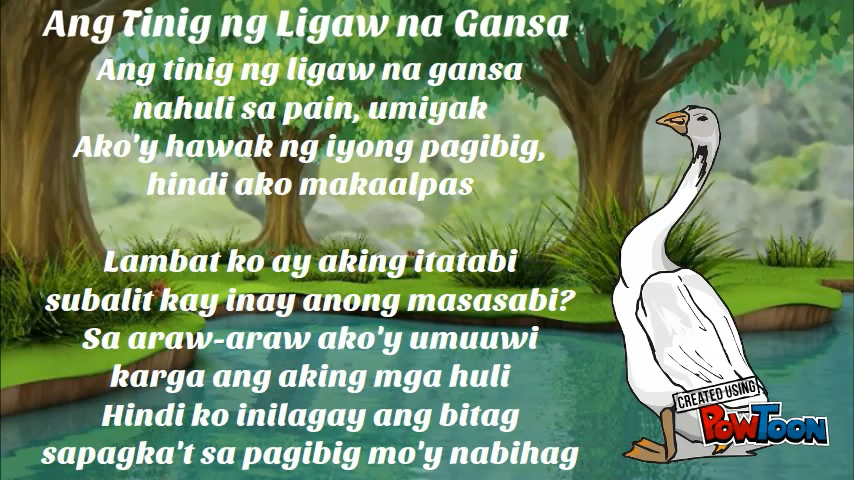 Ang Tinig ng Ligaw na Gansa
Ang tinig ng ligaw na gansa
nahuli sa pain, umiyak
Ako'y hawak ng iyong pagibig,
hindi ako makaalpas
Lambat ko ay aking itatabi
subalit kay inay anong masasabi?
Sa araw-araw ako'y umuuwi
karga ang aking mga huli
Hindi ko inilagay ang bitag
sapagka't sa pagibig mo'y nabihag
CREATED USING
POWTOON